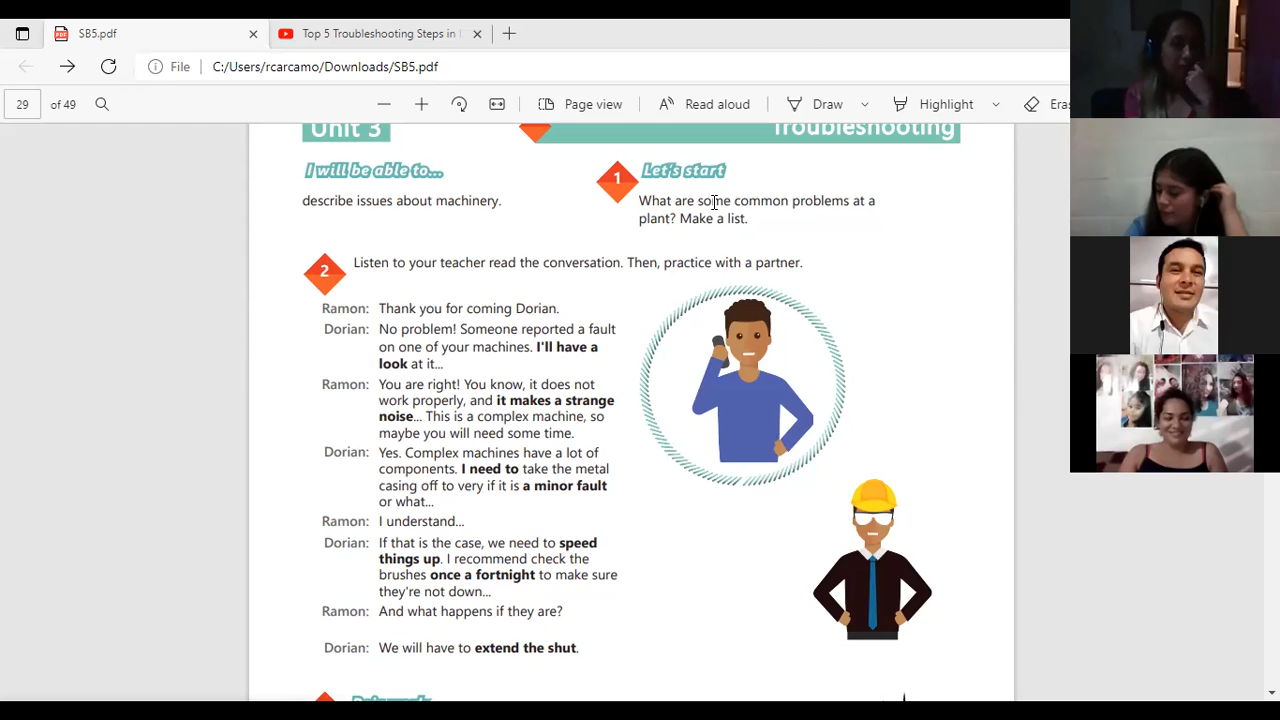 SB5.pdf
Top 5 Troubleshooting Steps in
File C:/Users/rcarcamo/Downloads/SB5.pdf
29 of 49
Page view
Read aloud
Draw
Highlight
Unit 3
Troubleshooting
I will be able to...
describe issues about machinery.
1 Let's start
What are some common problems at a
plant? Make a list.
2 Listen to your teacher read the conversation. Then, practice with a partner.
Ramon: Thank you for coming Dorian.
Dorian: No problem! Someone reported a fault
on one of your machines. I'll have a
look at it...
Ramon: You are right! You know, it does not
work properly, and it makes a strange
noise... This is a complex machine, so
maybe you will need some time.
Dorian: Yes. Complex machines have a lot of
components. I need to take the metal
casing off to very if it is a minor fault
or what...
Ramon: I understand...
Dorian: If that is the case, we need to speed
things up. I recommend check the
brushes once a fortnight to make sure
they're not down...
Ramon: And what happens if they are?
Dorian: We will have to extend the shut.